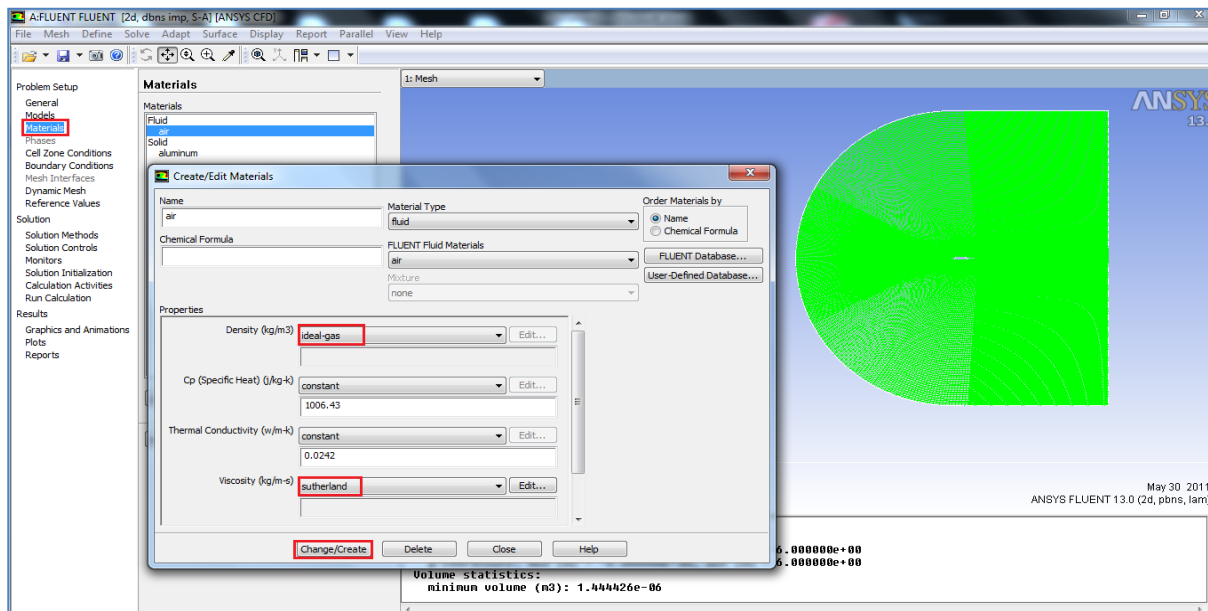 A:FLUENT FLUENT [2d, dbns imp, S-A] [ANSYS CFD]
File Mesh Define Solve Adapt Surface Display Report Parallel View Help
Problem Setup
General
Models
Materials
Phases
Cell Zone Conditions
Boundary Conditions
Mesh Interfaces
Dynamic Mesh
Reference Values
Solution
Solution Methods
Solution Controls
Monitors
Solution Initialization
Calculation Activities
Run Calculation
Results
Graphics and Animations
Plots
Reports
Materials
Materials
Fluid
air
Solid
aluminum
1: Mesh
ANSYS
13.
Create/Edit Materials
Name
air
Chemical Formula
Material Type
fluid
FLUENT Fluid Materials
air
Mixture
none
Order Materials by
Name
Chemical Formula
FLUENT Database...
User-Defined Database...
Properties
Density (kg/m3) ideal-gas Edit...
Cp (Specific Heat) (j/kg-k) constant Edit...
1006.43
Thermal Conductivity (w/m-k) constant Edit...
0.0242
Viscosity (kg/m-s) sutherland Edit...
Change/Create Delete Close Help
May 30 2011
ANSYS FLUENT 13.0 (2d, pbns, lam)
6.000000e+00
6.000000e+00
Volume statistics:
minimum volume (m3): 1.444426e-06